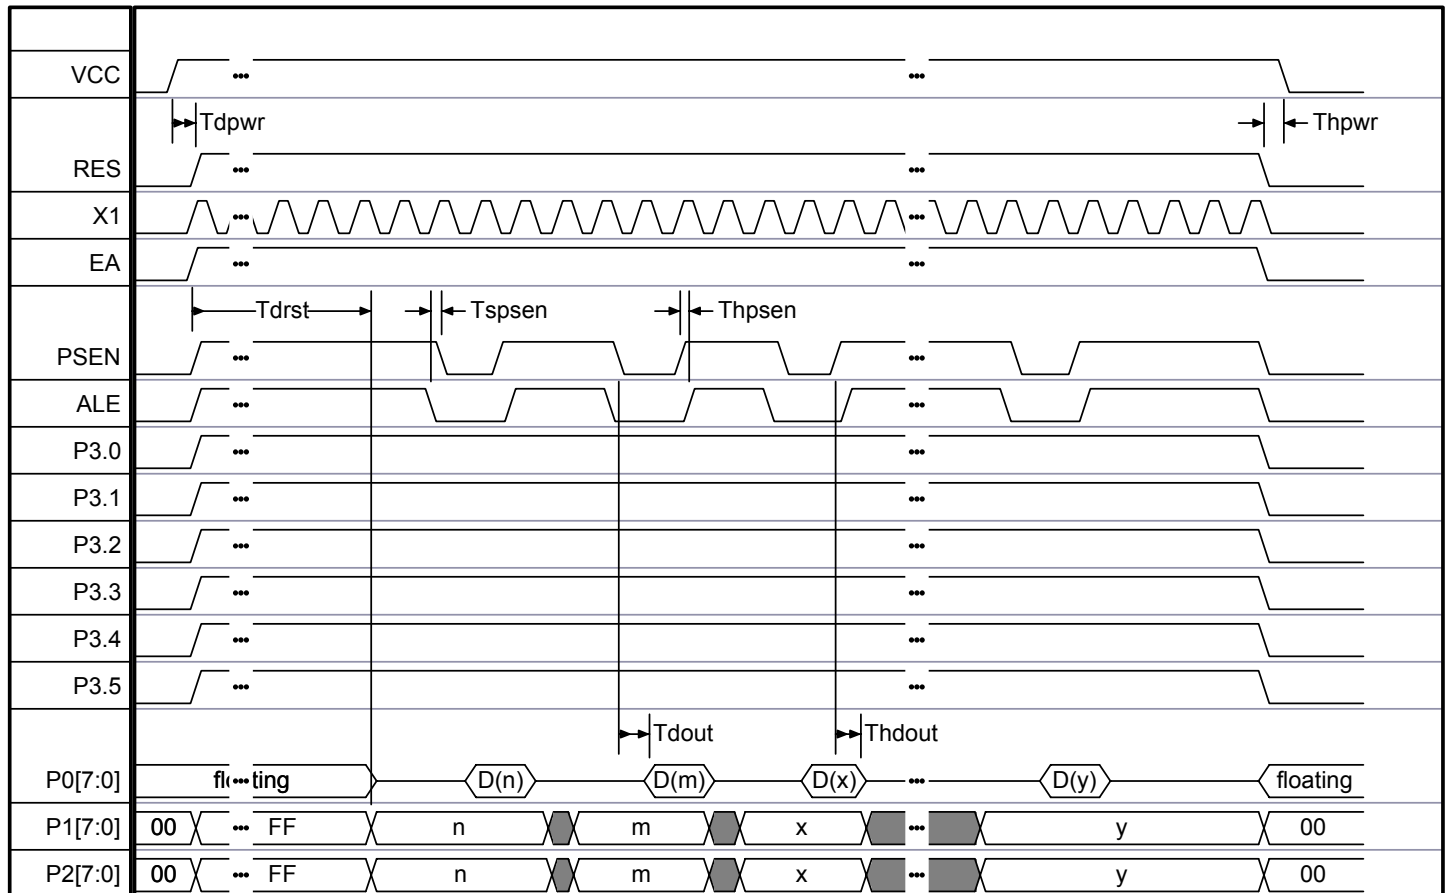 VCC
Tdpwr Thpwr
RES
X1
EA
Tdrst Tspsen Thpsen
PSEN
ALE
P3.0
P3.1
P3.2
P3.3
P3.4
P3.5
Tdout Thdout
P0[7:0] floating D(n) D(m) D(x) D(y) floating
P1[7:0] 00 FF n m x y 00
P2[7:0] 00 FF n m x y 00